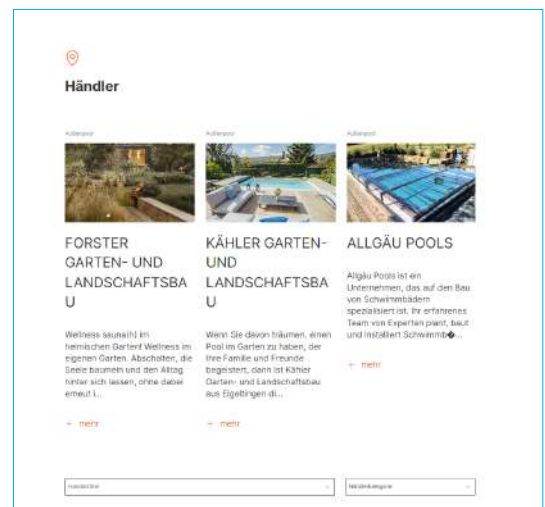 Händler
Außenpool
FORSTER
GARTEN- UND
LANDSCHAFTSBA
U
Wellness sauna(h) im
heimischen Garten! Wellness im
eigenen Garten. Abschalten, die
Seele baumeln und den Alltag
hinter sich lassen, ohne dabei
erneut i...
+ mehr
Außenpool
KÄHLER GARTEN-
UND
LANDSCHAFTSBA
U
Wenn Sie davon träumen, einen
Pool im Garten zu haben, der
Ihre Familie und Freunde
begeistert, dann ist Kähler
Garten- und Landschaftsbau
aus Eigeltingen di...
+ mehr
Außenpool
ALLGÄU POOLS
Allgäu Pools ist ein
Unternehmen, das auf den Bau
von Schwimmbädern
spezialisiert ist. Ihr erfahrenes
Team von Experten plant, baut
und installiert Schwimmb�...
+ mehr
Händlerkategorie